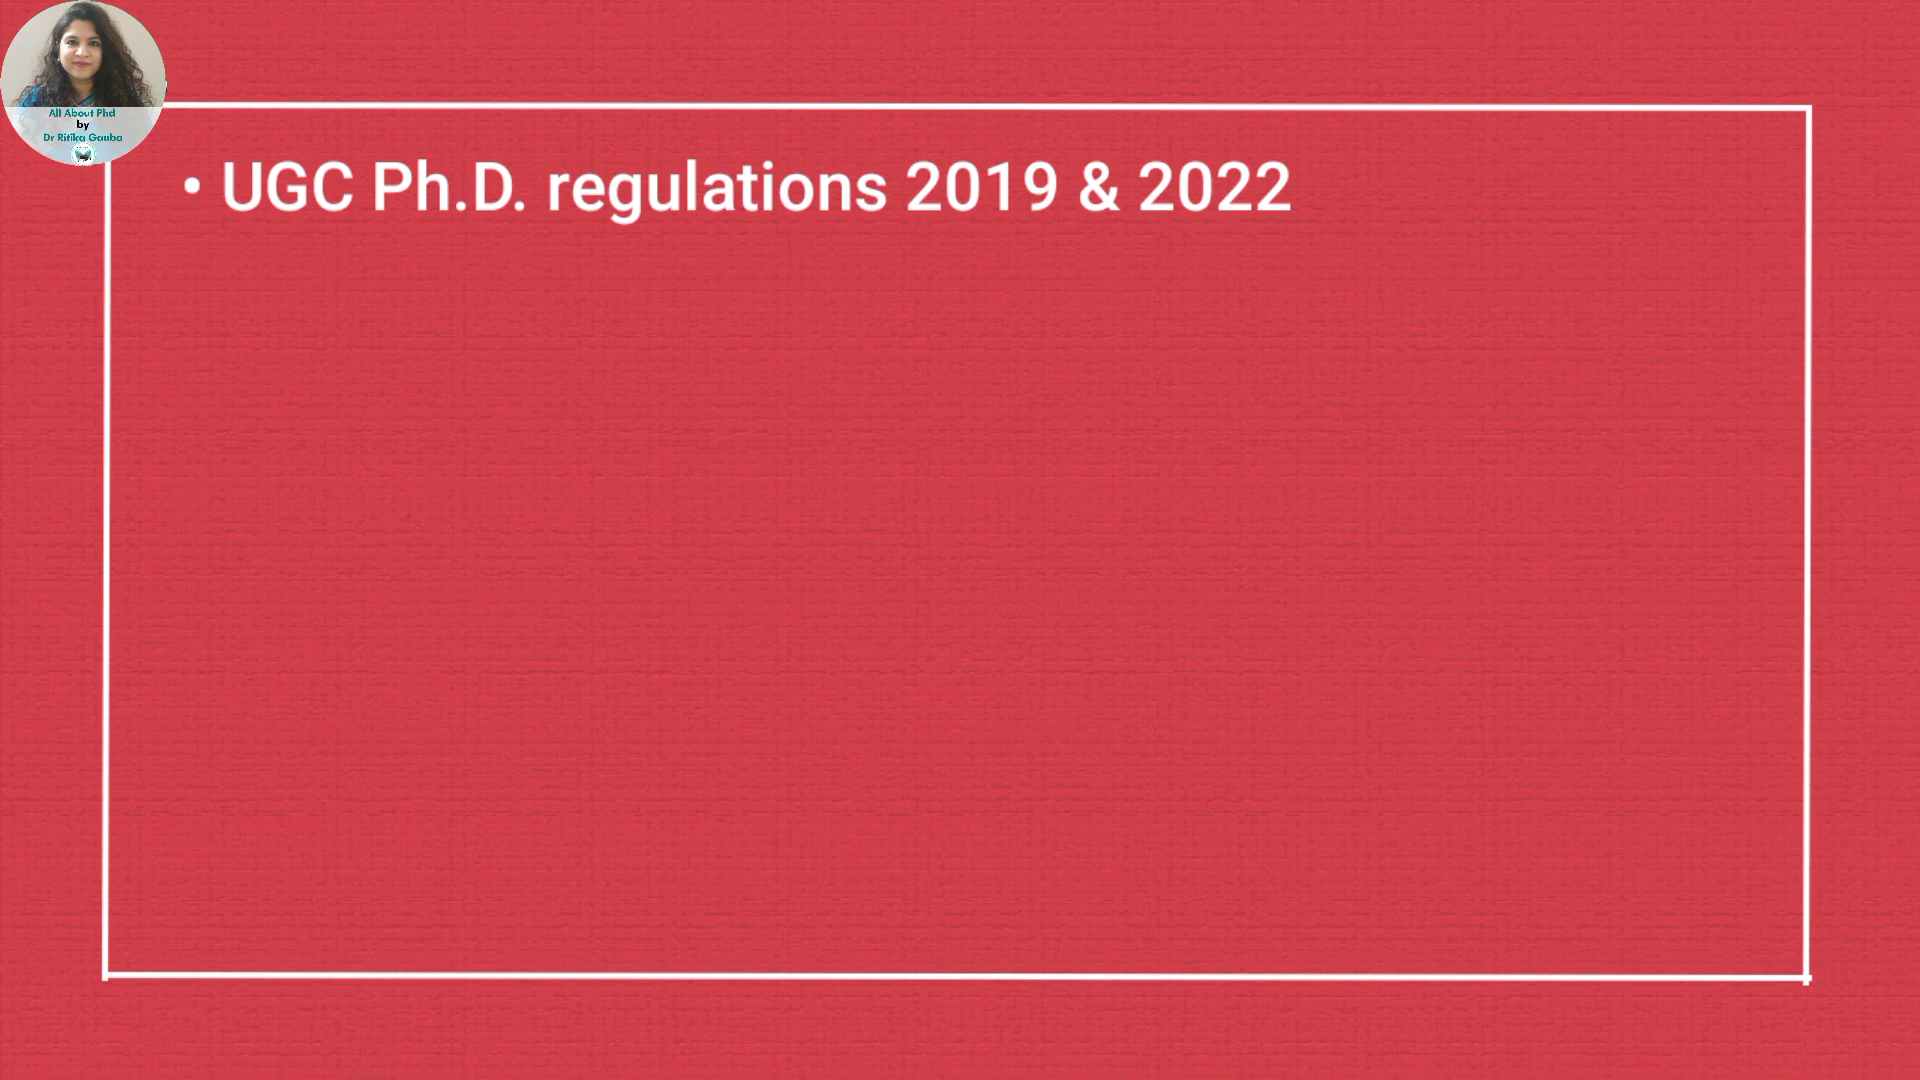 All About Phd
by
Dr Ritika Gauba
• UGC Ph.D. regulations 2019 & 2022